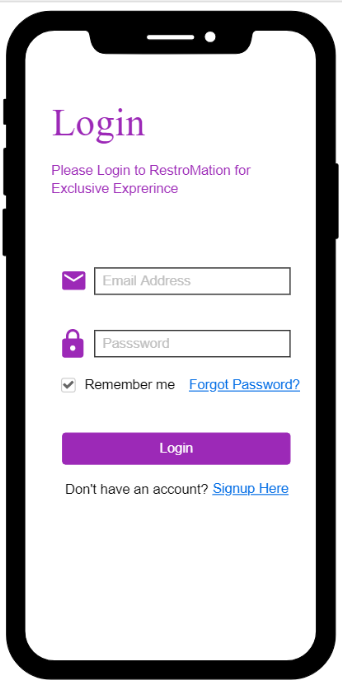 Login
Please Login to RestroMation for
Exclusive Exprerince
Email Address
Passsword
Remember me Forgot Password?
Login
Don't have an account? Signup Here